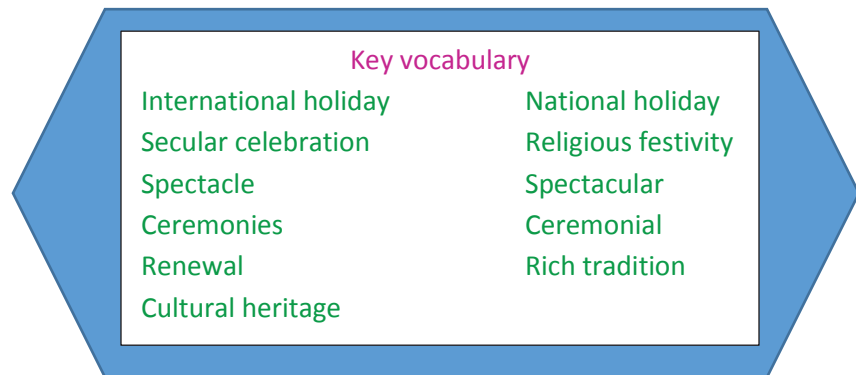 Key vocabulary
International holiday National holiday
Secular celebration Religious festivity
Spectacle Spectacular
Ceremonies Ceremonial
Renewal Rich tradition
Cultural heritage